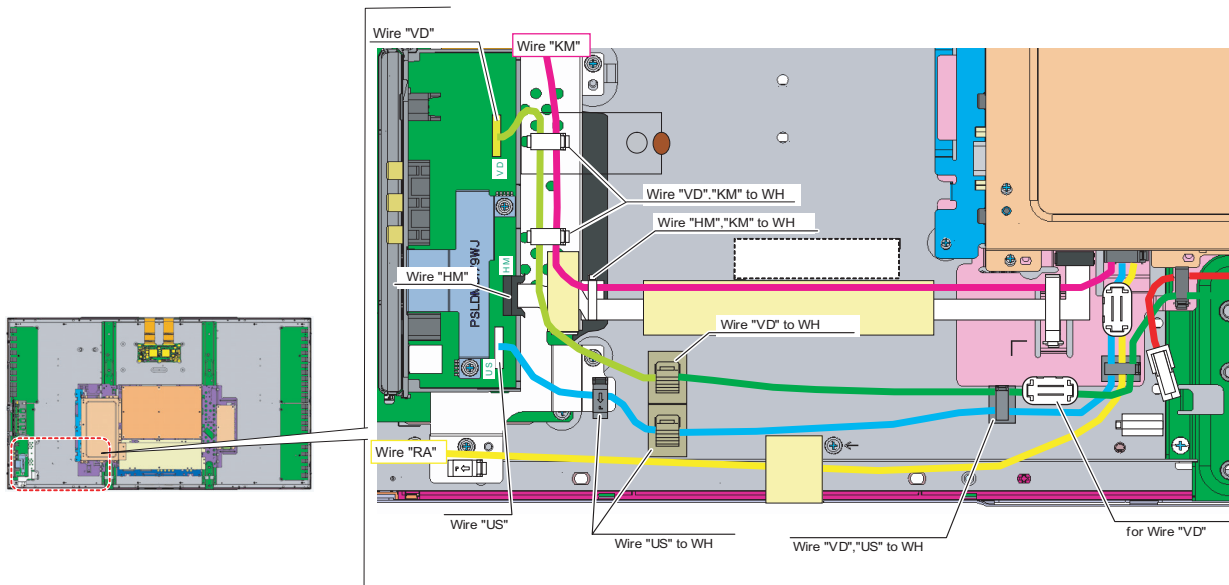 Wire "VD"
Wire "KM"
VD
Wire "VD"."KM" to WH
Wire "HM","KM" to WH
HM
Wire "HM"
Wire "VD" to WH
US
Wire "RA"
Wire "US"
Wire "US" to WH
Wire "VD","US" to WH
for Wire "VD"